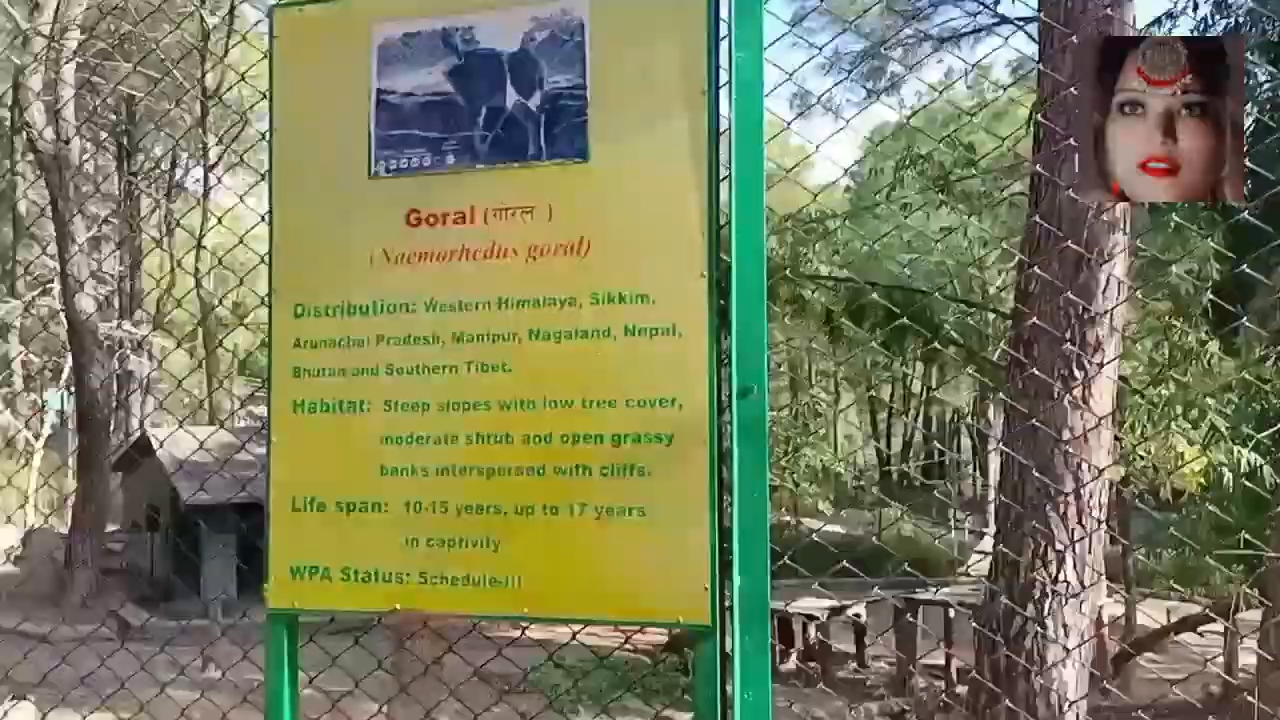 Goral (गोरल )
(Naemorhedus goral)
Distribution: Western Himalaya, Sikkim,
Arunachal Pradesh, Manipur, Nagaland, Nepal,
Bhutan and Southern Tibet.
Habitat: Steep slopes with low tree cover,
moderate shrub and open grassy
banks interspersed with cliffs.
Life span: 10-15 years, up to 17 years
in captivity
WPA Status: Schedule-III